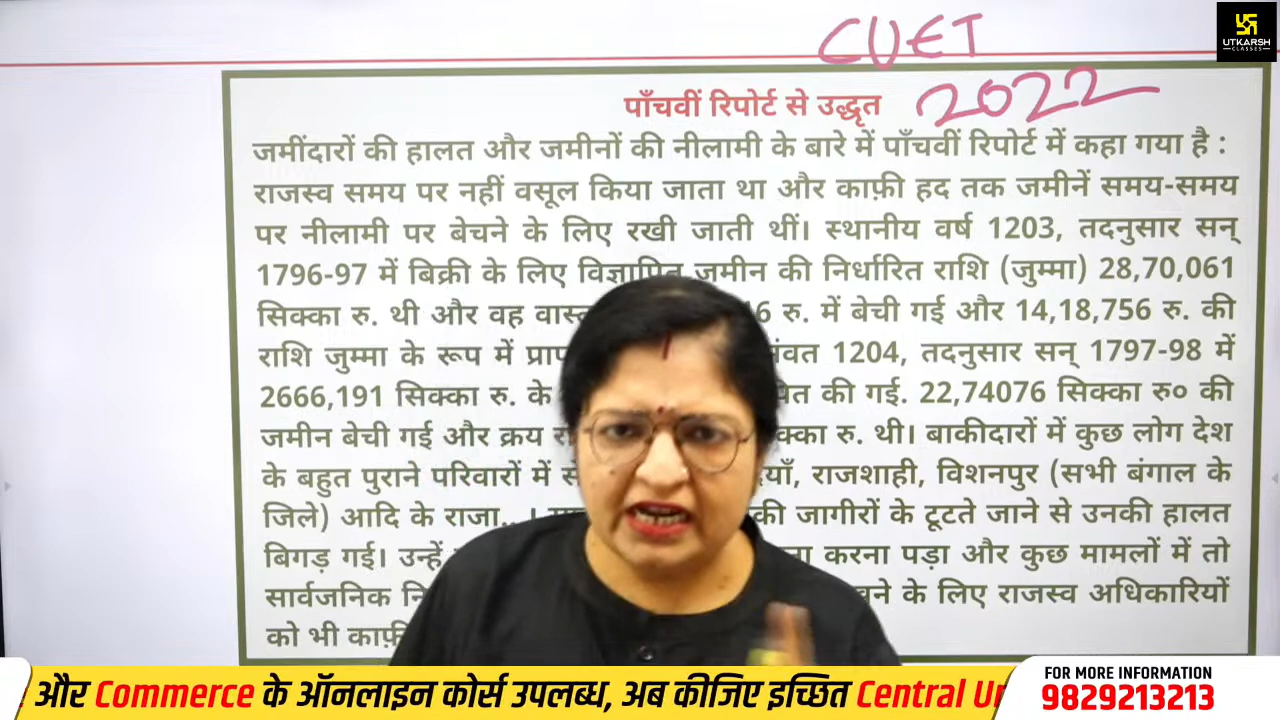 CUET
2022
UTKARSH
CLASSES
पाँचवीं रिपोर्ट से उद्धृत
जमींदारों की हालत और जमीनों की नीलामी के बारे में पाँचवीं रिपोर्ट में कहा गया है :
राजस्व समय पर नहीं वसूल किया जाता था और काफ़ी हद तक जमीनें समय-समय
पर नीलामी पर बेचने के लिए रखी जाती थीं। स्थानीय वर्ष 1203, तदनुसार सन्
1796-97 में बिक्री के लिए विज्ञापित जमीन की निर्धारित राशि (जुम्मा) 28,70,061
सिक्का रु. थी और वह रु. में बेची गई और 14,18,756 रु. की
राशि जुम्मा के रूप में 1204, तदनुसार सन् 1797-98 में
2666,191 सिक्का रु. के की गई. 22,74076 सिक्का रु० की
जमीन बेची गई और क्रय रु. थी। बाकीदारों में कुछ लोग देश
के बहुत पुराने परिवारों में राजशाही, विशनपुर (सभी बंगाल के
जिले) आदि के राजा.. । की जागीरों के टूटते जाने से उनकी हालत
बिगड़ गई। उन्हें करना पड़ा और कुछ मामलों में तो
सार्वजनिक के लिए राजस्व अधिकारियों
को भी
और Commerce के ऑनलाइन कोर्स उपलब्ध, अब कीजिए इच्छित Central
FOR MORE INFORMATION
9829213213